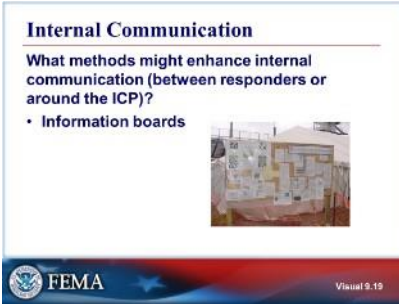 Internal Communication
What methods might enhance internal
communication (between responders or
around the ICP)?
• Information boards
FEMA
Visual 9.19